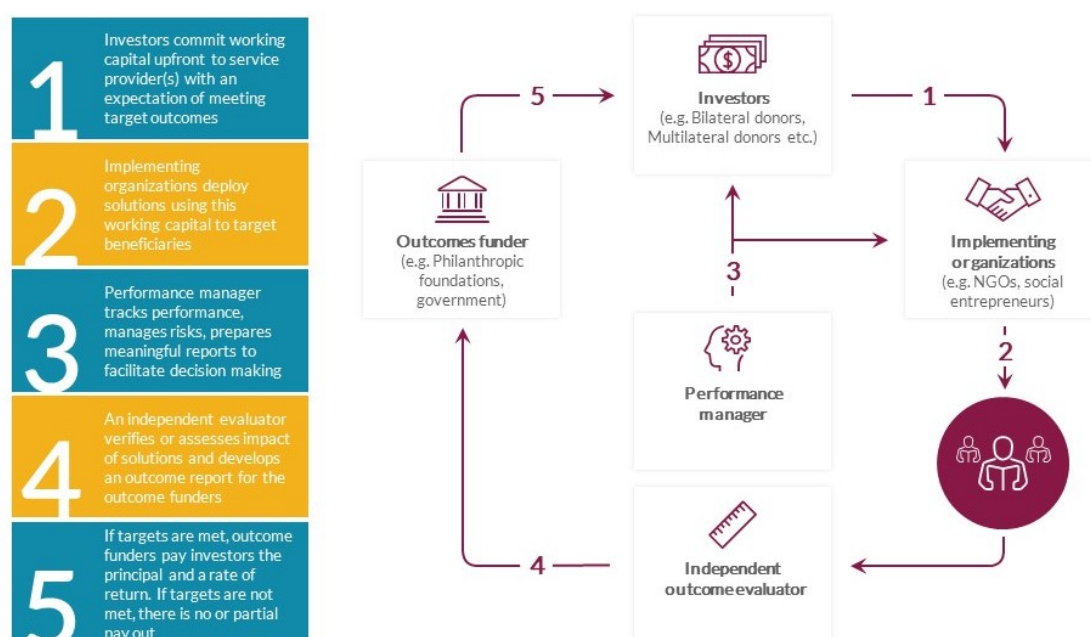 1
Investors commit working
capital upfront to service
provider(s) with an
expectation of meeting
target outcomes
2
Implementing
organizations deploy
solutions using this
working capital to target
beneficiaries
3
Performance manager
tracks performance,
manages risks, prepares
meaningful reports to
facilitate decision making
4
An independent evaluator
verifies or assesses impact
of solutions and develops
an outcome report for the
outcome funders
5
If targets are met, outcome
funders pay investors the
principal and a rate of
return. If targets are not
met, there is no or partial
pay out
5
Investors
(e.g. Bilateral donors,
Multilateral donors etc.)
1
Outcomes funder
(e.g. Philanthropic
foundations,
government)
3
Implementing
organizations
(e.g. NGOs, social
entrepreneurs)
2
Performance
manager
4
Independent
outcome evaluator